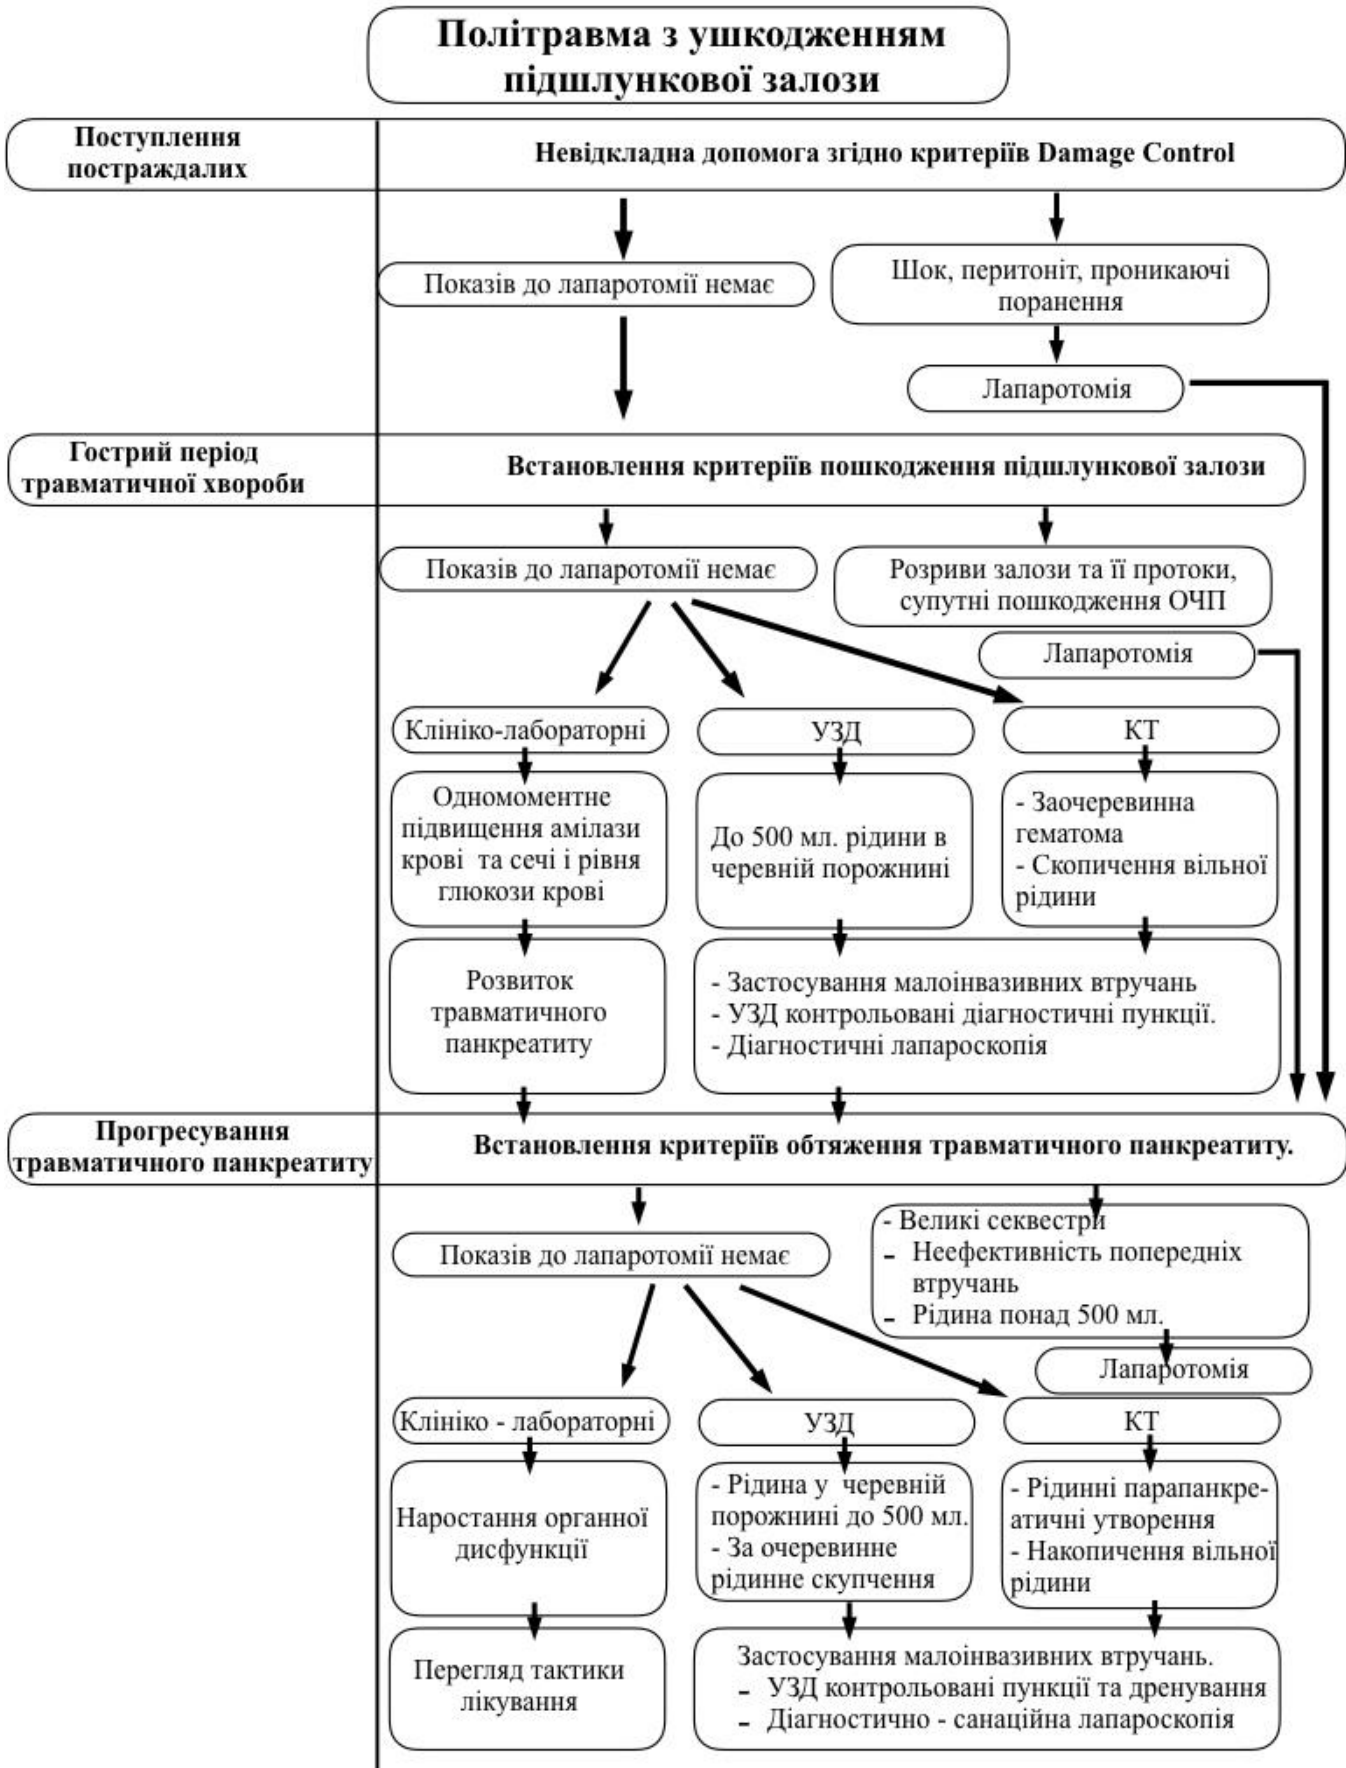 Політравма з ушкодженням
підшлункової залози
Поступлення
постраждалих
Невідкладна допомога згідно критеріїв Damage Control
Показів до лапаротомії немає
Шок, перитоніт, проникаючі
поранення
Лапаротомія
Гострий період
травматичної хвороби
Встановлення критеріїв пошкодження підшлункової залози
Показів до лапаротомії немає
Розриви залози та її протоки,
супутні пошкодження ОЧП
Лапаротомія
Клініко-лабораторні
УЗД
КТ
Одномоментне
підвищення амілази
крові та сечі і рівня
глюкози крові
До 500 мл. рідини в
черевній порожнині
- Заочеревинна
гематома
- Скопичення вільної
рідини
Розвиток
травматичного
панкреатиту
- Застосування малоінвазивних втручань
- УЗД контрольовані діагностичні пункції.
- Діагностичні лапароскопія
Прогресування
травматичного панкреатиту
Встановлення критеріїв обтяження травматичного панкреатиту.
Показів до лапаротомії немає
- Великі секвестри
- Неефективність попередніх
втручань
- Рідина понад 500 мл.
Лапаротомія
Клініко - лабораторні
УЗД
КТ
Наростання органної
дисфункції
- Рідина у черевній
порожнині до 500 мл.
- За очеревинне
рідинне скупчення
- Рідинні парапанкре-
атичні утворення
- Накопичення вільної
рідини
Перегляд тактики
лікування
Застосування малоінвазивних втручань.
- УЗД контрольовані пункції та дренування
- Діагностично - санаційна лапароскопія